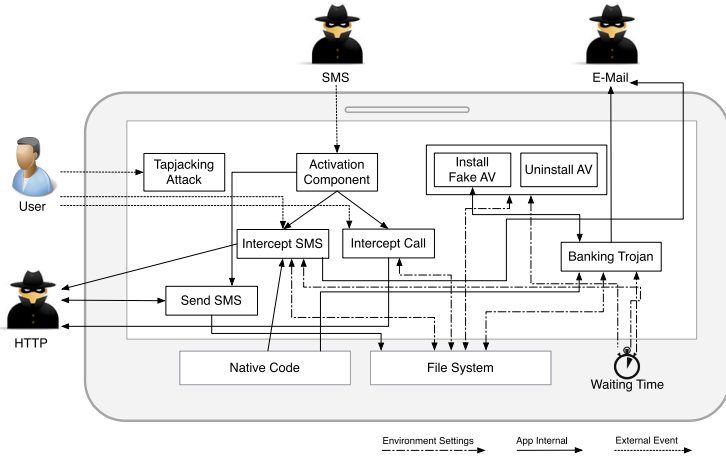 SMS
E-Mail
User
Tapjacking
Attack
Activation
Component
Install
Fake AV
Uninstall AV
Intercept SMS
Intercept Call
Banking Trojan
Send SMS
HTTP
Native Code
File System
Waiting Time
Environment Settings
App Internal
External Event